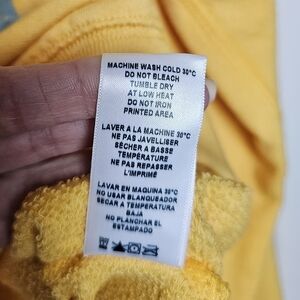 MACHINE WASH COLD 30°C
DO NOT BLEACH
TUMBLE DRY
AT LOW HEAT
DO NOT IRON
PRINTED AREA
LAVER A LA MACHINE 30°C
NE PAS JAVELLISER
SÉCHER A BASSE
TEMPÉRATURE
NE PAS REPASSER
L'IMPRIMÉ
LAVAR EN MAQUINA 30°C
NO USAR BLANQUEADOR
SECAR A TEMPERATURA
BAJA
NO PLANCHAR EL
ESTAMPADO